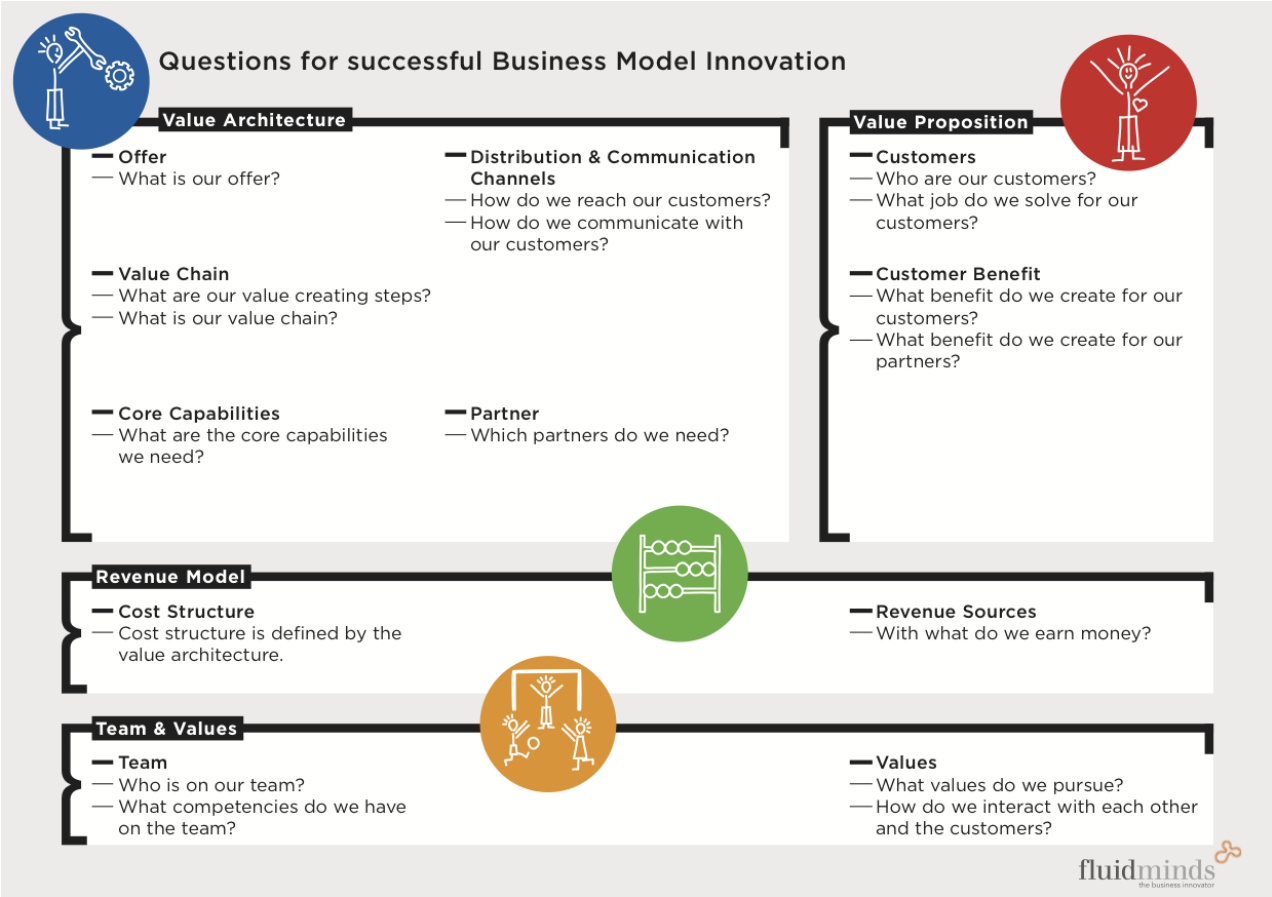 Questions for successful Business Model Innovation
Value Architecture
Offer
What is our offer?
Value Chain
What are our value creating steps?
What is our value chain?
Core Capabilities
What are the core capabilities
we need?
Distribution & Communication
Channels
How do we reach our customers?
How do we communicate with
our customers?
Partner
Which partners do we need?
Value Proposition
Customers
Who are our customers?
What job do we solve for our
customers?
Customer Benefit
What benefit do we create for our
customers?
What benefit do we create for our
partners?
Revenue Model
Cost Structure
Cost structure is defined by the
value architecture.
Revenue Sources
With what do we earn money?
Team & Values
Team
Who is on our team?
What competencies do we have
on the team?
Values
What values do we pursue?
How do we interact with each other
and the customers?
fluidminds
the business innovator